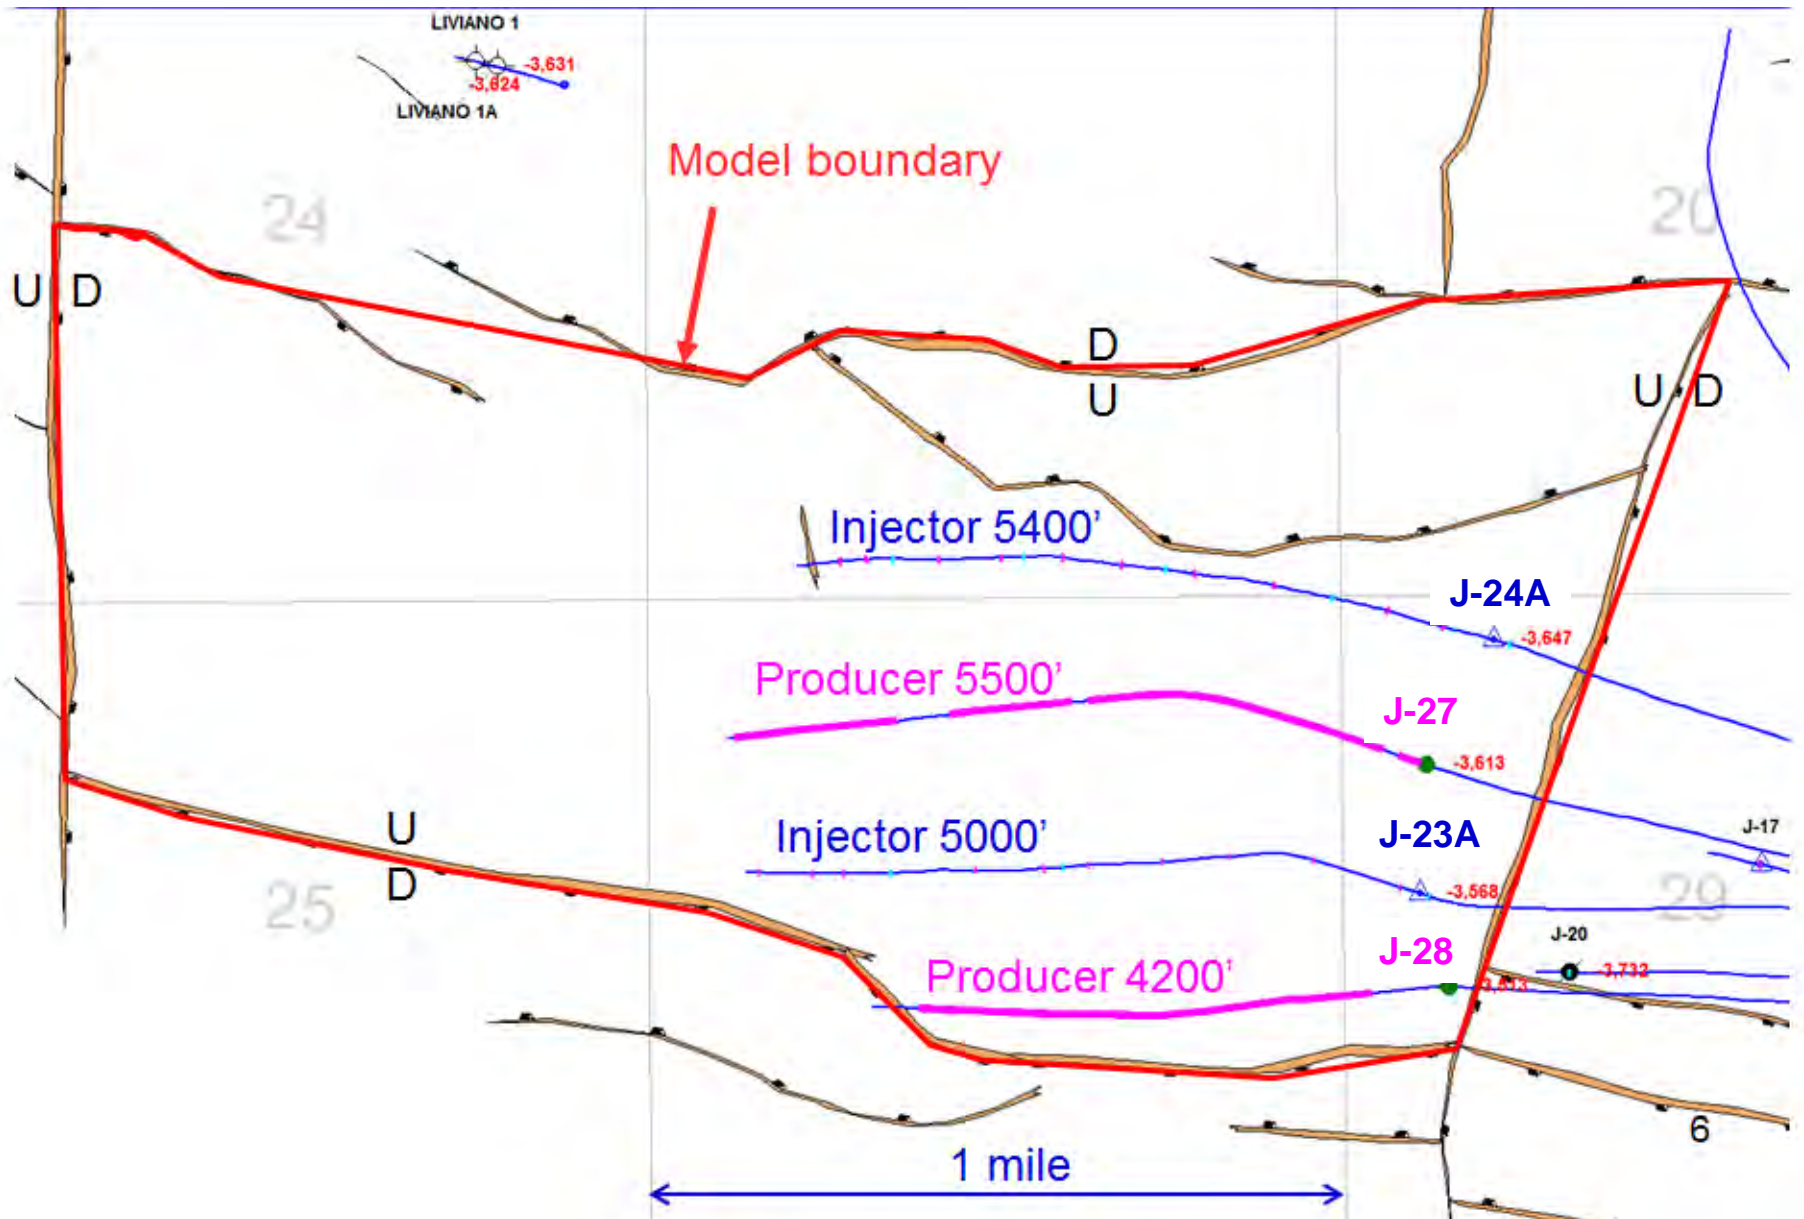 LIVIANO 1
-3,631
-3,624
LIVIANO 1A
Model boundary
24
20
U D
D
U
U D
Injector 5400'
J-24A
-3,647
Producer 5500'
J-27
-3,613
J-17
Injector 5000'
J-23A
-3,568
U
D
25
29
J-20
J-28
-3,732
Producer 4200'
-3,513
6
1 mile